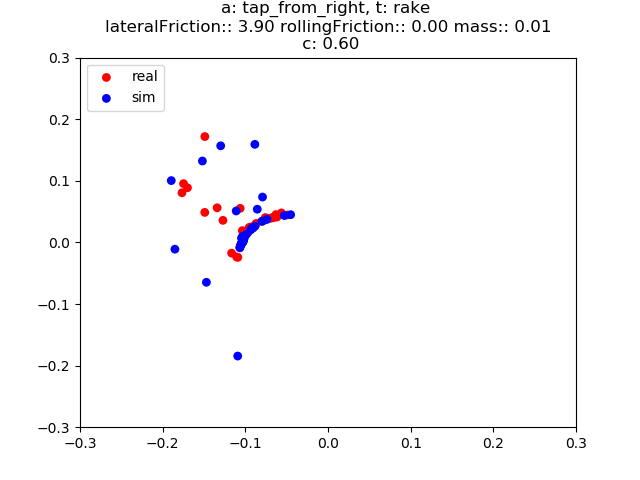 a: tap_from_right, t: rake
lateralFriction:: 3.90 rollingFriction:: 0.00 mass:: 0.01
c: 0.60
real
sim
0.3
0.2
0.1
0.0
−0.1
−0.2
−0.3
−0.3 −0.2 −0.1 0.0 0.1 0.2 0.3